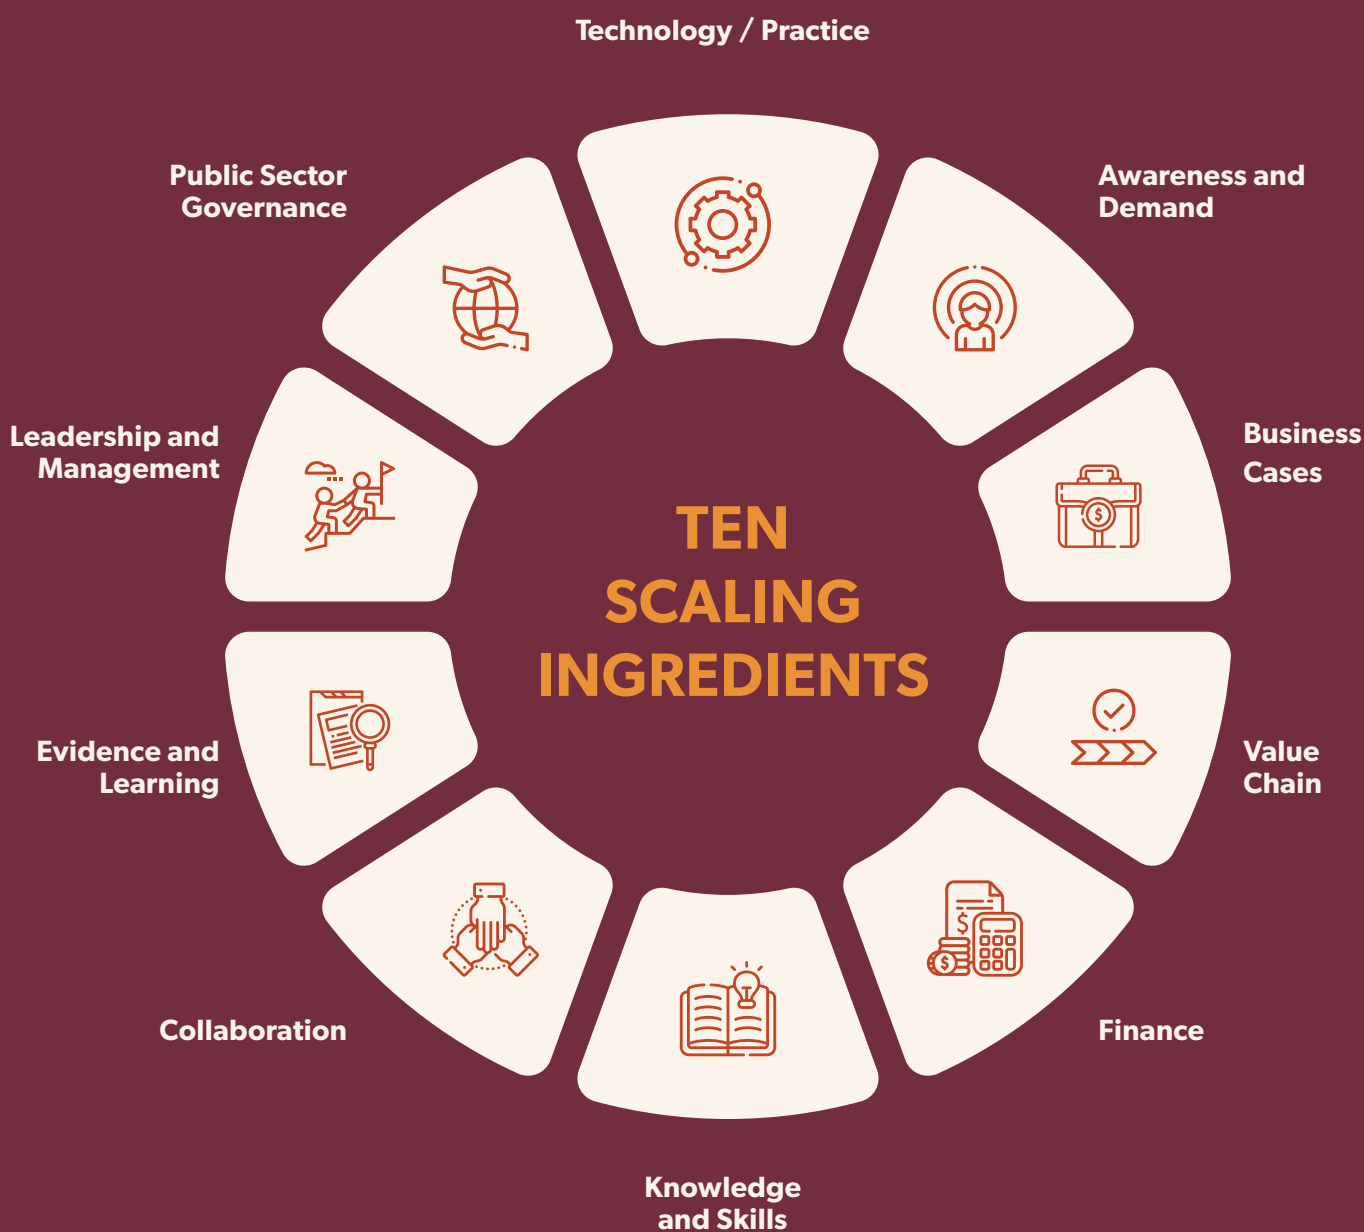 Technology / Practice
Public Sector
Governance
Awareness and
Demand
Leadership and
Management
Business
Cases
TEN
SCALING
INGREDIENTS
Evidence and
Learning
Value
Chain
Collaboration
Finance
Knowledge
and Skills
$
$
$